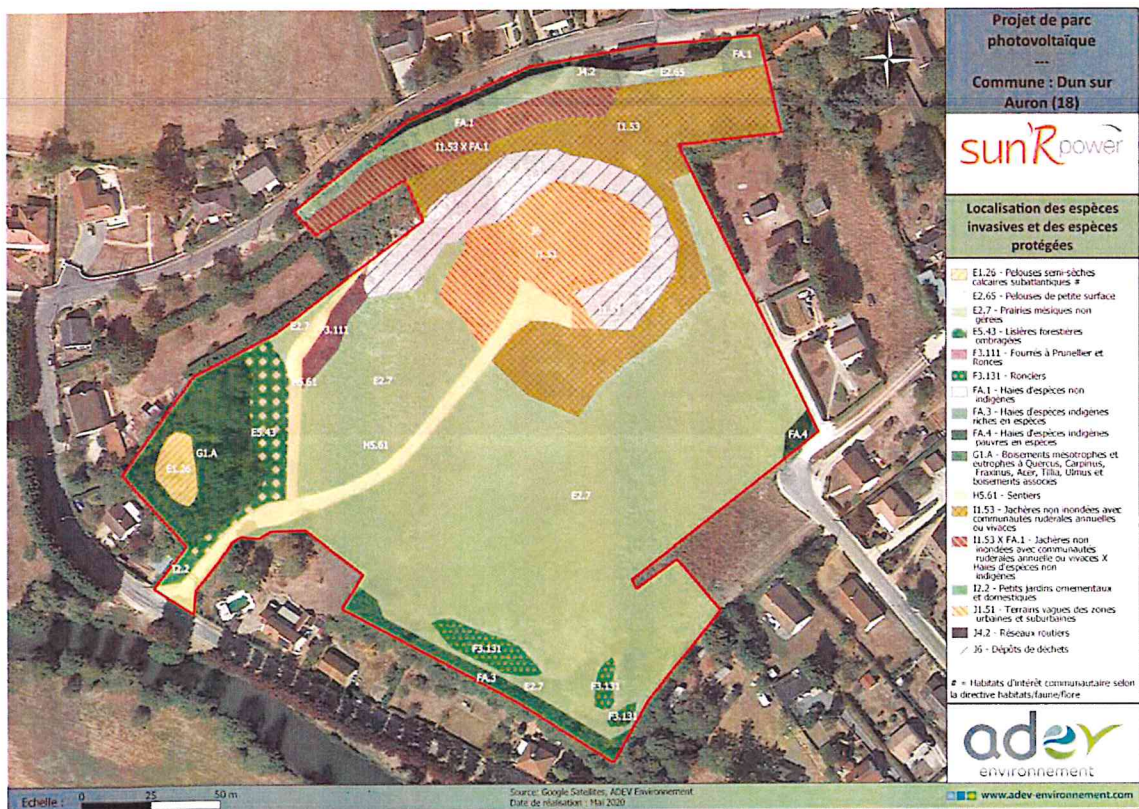 Projet de parc
photovoltaïque
---
Commune : Dun sur
Auron (18)
sun'R power
Localisation des espèces
invasives et des espèces
protégées
E1.26 - Pelouses semi-sèches
calcaires subatlantiques #
E2.65 - Pelouses de petite surface
E2.7 - Prairies mésiques non
gérées
E5.43 - Lisières forestières
ombragées
F3.111 - Fourrés à Prunellier et
Ronces
F3.131 - Ronciers
FA.1 - Haies d'espèces non
indigènes
FA.3 - Haies d'espèces indigènes
riches en espèces
FA.4 - Haies d'espèces indigènes
pauvres en espèces
G1.A - Boisements mésotrophes et
eutrophes à Quercus, Carpinus,
Fraxinus, Acer, Tilia, Ulmus et
boisements associés
H5.61 - Sentiers
I1.53 - Jachères non inondées avec
communautés rudérales annuelles
ou vivaces
I1.53 X FA.1 - Jachères non
inondées avec communautés
rudérales annuelle ou vivaces X
Haies d'espèces non
indigènes
I2.2 - Petits jardins ornementaux
et domestiques
J1.51 - Terrains vagues des zones
urbaines et suburbaines
J4.2 - Réseaux routiers
J6 - Dépôts de déchets
# = Habitats d'intérêt communautaire selon
la directive habitats/faune/flore
adev
environnement
www.adev-environnement.com
FA.1
J4.2
E2.65
FA.1
I1.53
I1.53 X FA.1
E2.7
H5.61
E2.7
E5.43
G1.A
E1.26
H5.61
FA.4
E2.7
I2.2
F3.131
FA.3
E2.7
F3.131
F3.131
Echelle :
0 25 50 m
Source: Google Satellites, ADEV Environnement
Date de réalisation : Mai 2020